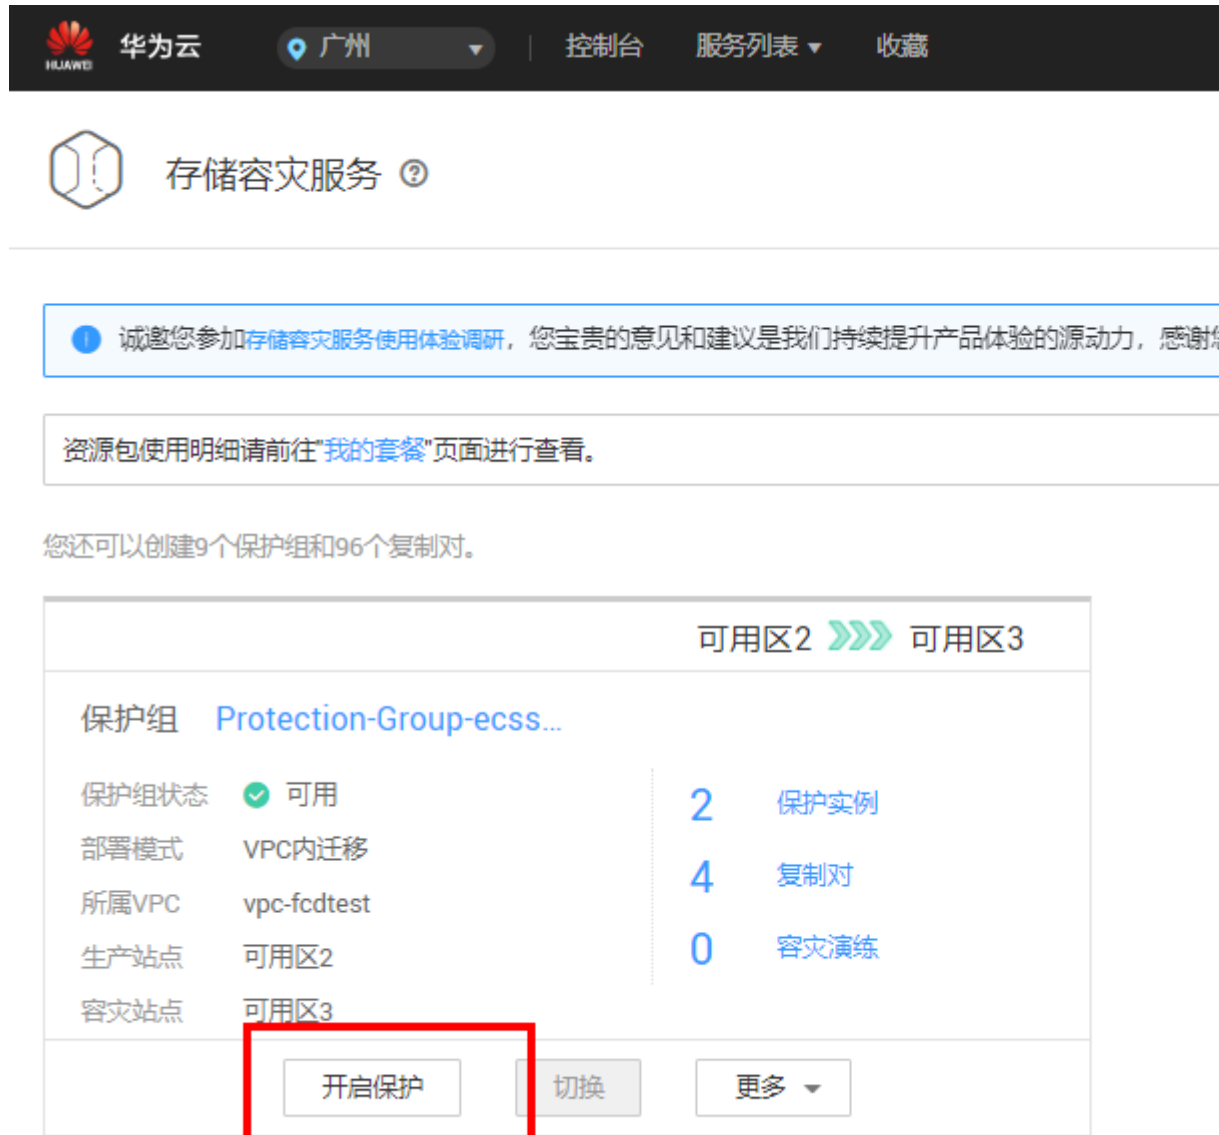 HUAWEI 华为云 广州 控制台 服务列表 收藏
存储容灾服务
诚邀您参加存储容灾服务使用体验调研，您宝贵的意见和建议是我们持续提升产品体验的源动力，感谢
资源包使用明细请前往"我的套餐"页面进行查看。
您还可以创建9个保护组和96个复制对。
可用区2 可用区3
保护组 Protection-Group-ecss...
保护组状态 可用
2 保护实例
部署模式 VPC内迁移
4 复制对
所属VPC vpc-fcdtest
生产站点 可用区2
0 容灾演练
容灾站点 可用区3
开启保护 切换 更多